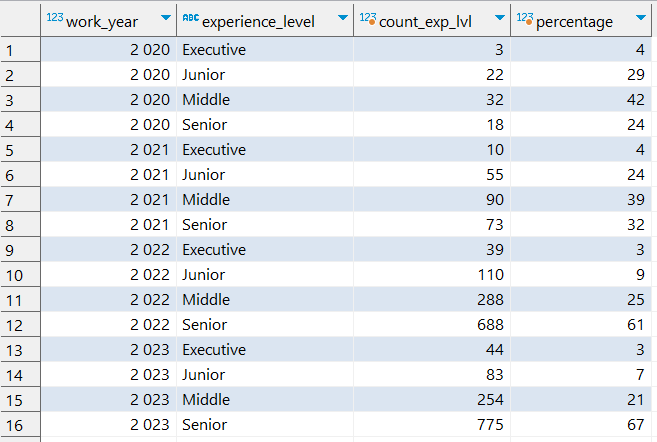 123 work_year ABC experience_level 123 count_exp_lvl 123 percentage
1 2 020 Executive 3 4
2 2 020 Junior 22 29
3 2 020 Middle 32 42
4 2 020 Senior 18 24
5 2 021 Executive 10 4
6 2 021 Junior 55 24
7 2 021 Middle 90 39
8 2 021 Senior 73 32
9 2 022 Executive 39 3
10 2 022 Junior 110 9
11 2 022 Middle 288 25
12 2 022 Senior 688 61
13 2 023 Executive 44 3
14 2 023 Junior 83 7
15 2 023 Middle 254 21
16 2 023 Senior 775 67